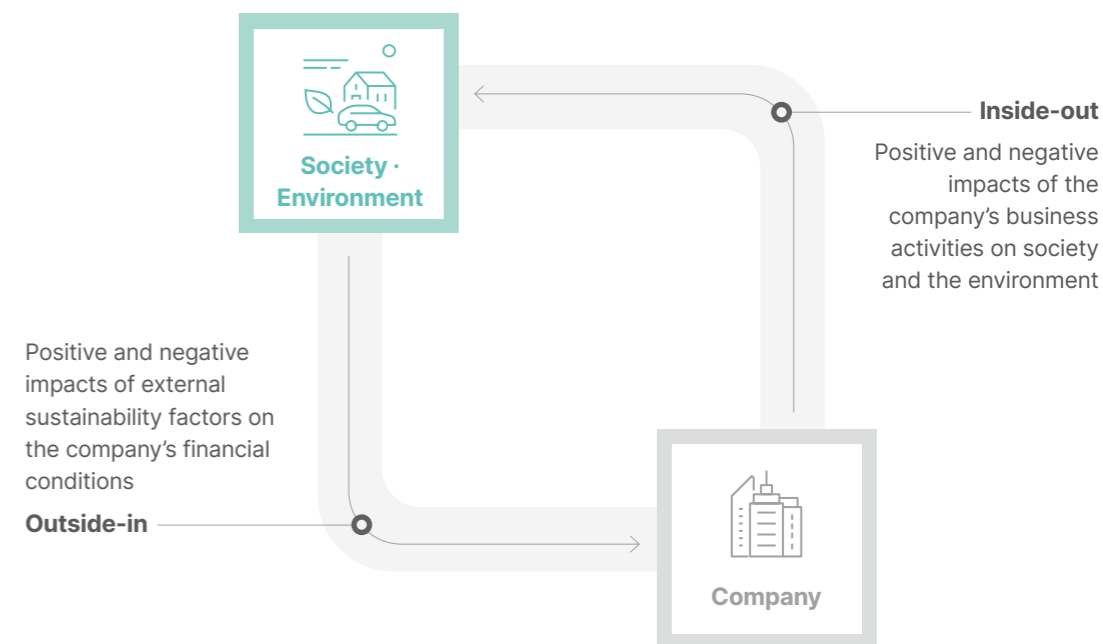 Society ·
Environment
Inside-out
Positive and negative
impacts of the
company’s business
activities on society
and the environment
Positive and negative
impacts of external
sustainability factors on
the company’s financial
conditions
Outside-in
Company